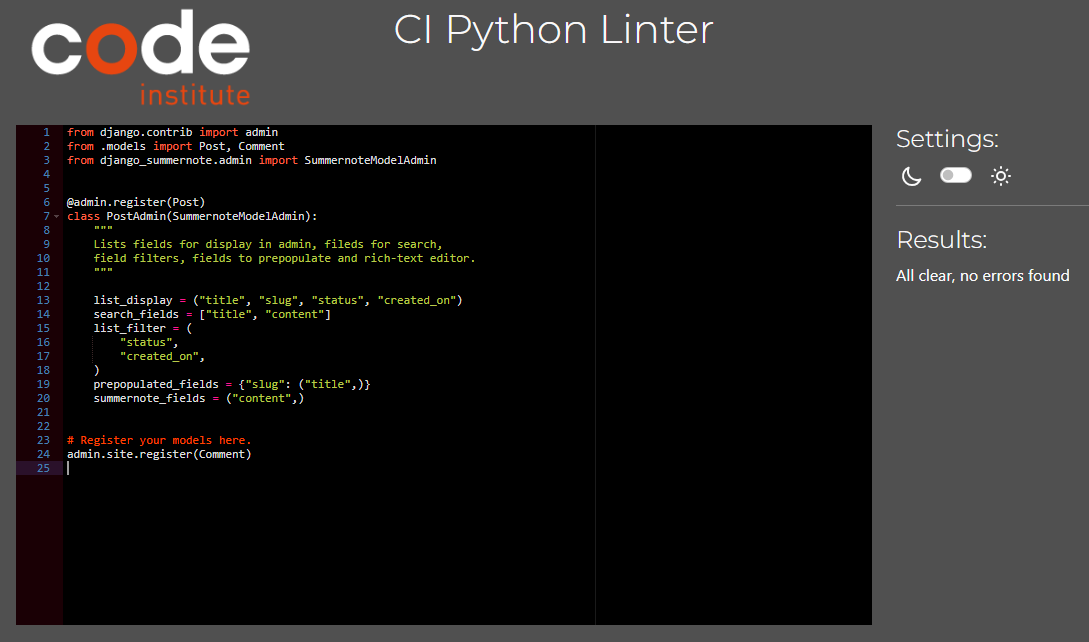 code
institute
CI Python Linter
1 from django.contrib import admin
2 from .models import Post, Comment
3 from django_summernote.admin import SummernoteModelAdmin
4
5
6 @admin.register(Post)
7 class PostAdmin(SummernoteModelAdmin):
8     """
9     Lists fields for display in admin, fileds for search,
10     field filters, fields to prepopulate and rich-text editor.
11     """
12
13     list_display = ("title", "slug", "status", "created_on")
14     search_fields = ["title", "content"]
15     list_filter = (
16         "status",
17         "created_on",
18     )
19     prepopulated_fields = {"slug": ("title",)}
20     summernote_fields = ("content",)
21
22
23 # Register your models here.
24 admin.site.register(Comment)
25
Settings:
Results:
All clear, no errors found